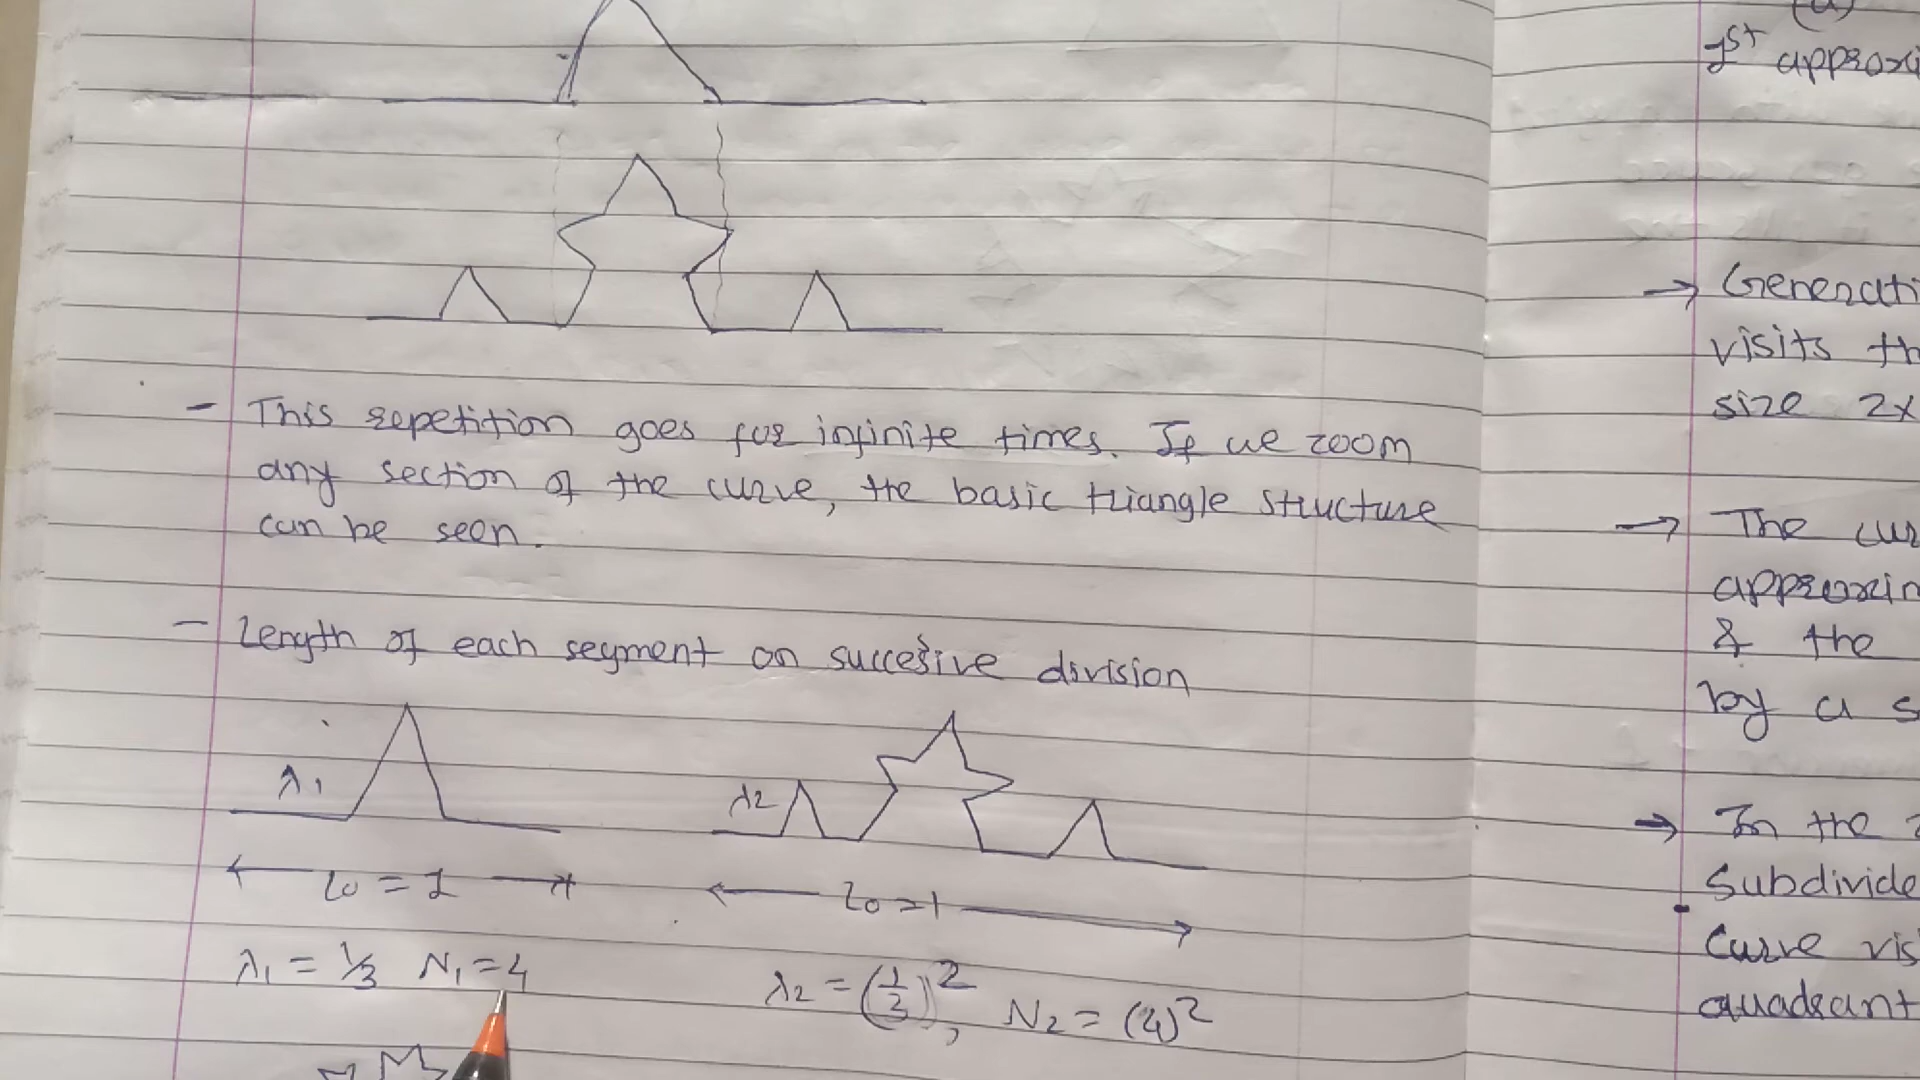 - This repetition goes for infinite times. If we zoom
any section of the curve, the basic triangle structure
can be seen.
- Length of each segment on succesive division
λ1
λ2
L0 = 1
L0 = 1
λ1 = 1/3 N1 = 4
λ2 = (1/3)^2, N2 = (4)^2
1st approxi
→ Generati
visits th
size 2x
→ The cur
approxim
& the
by a s
→ In the
Subdivide
Curve vis
quadrant